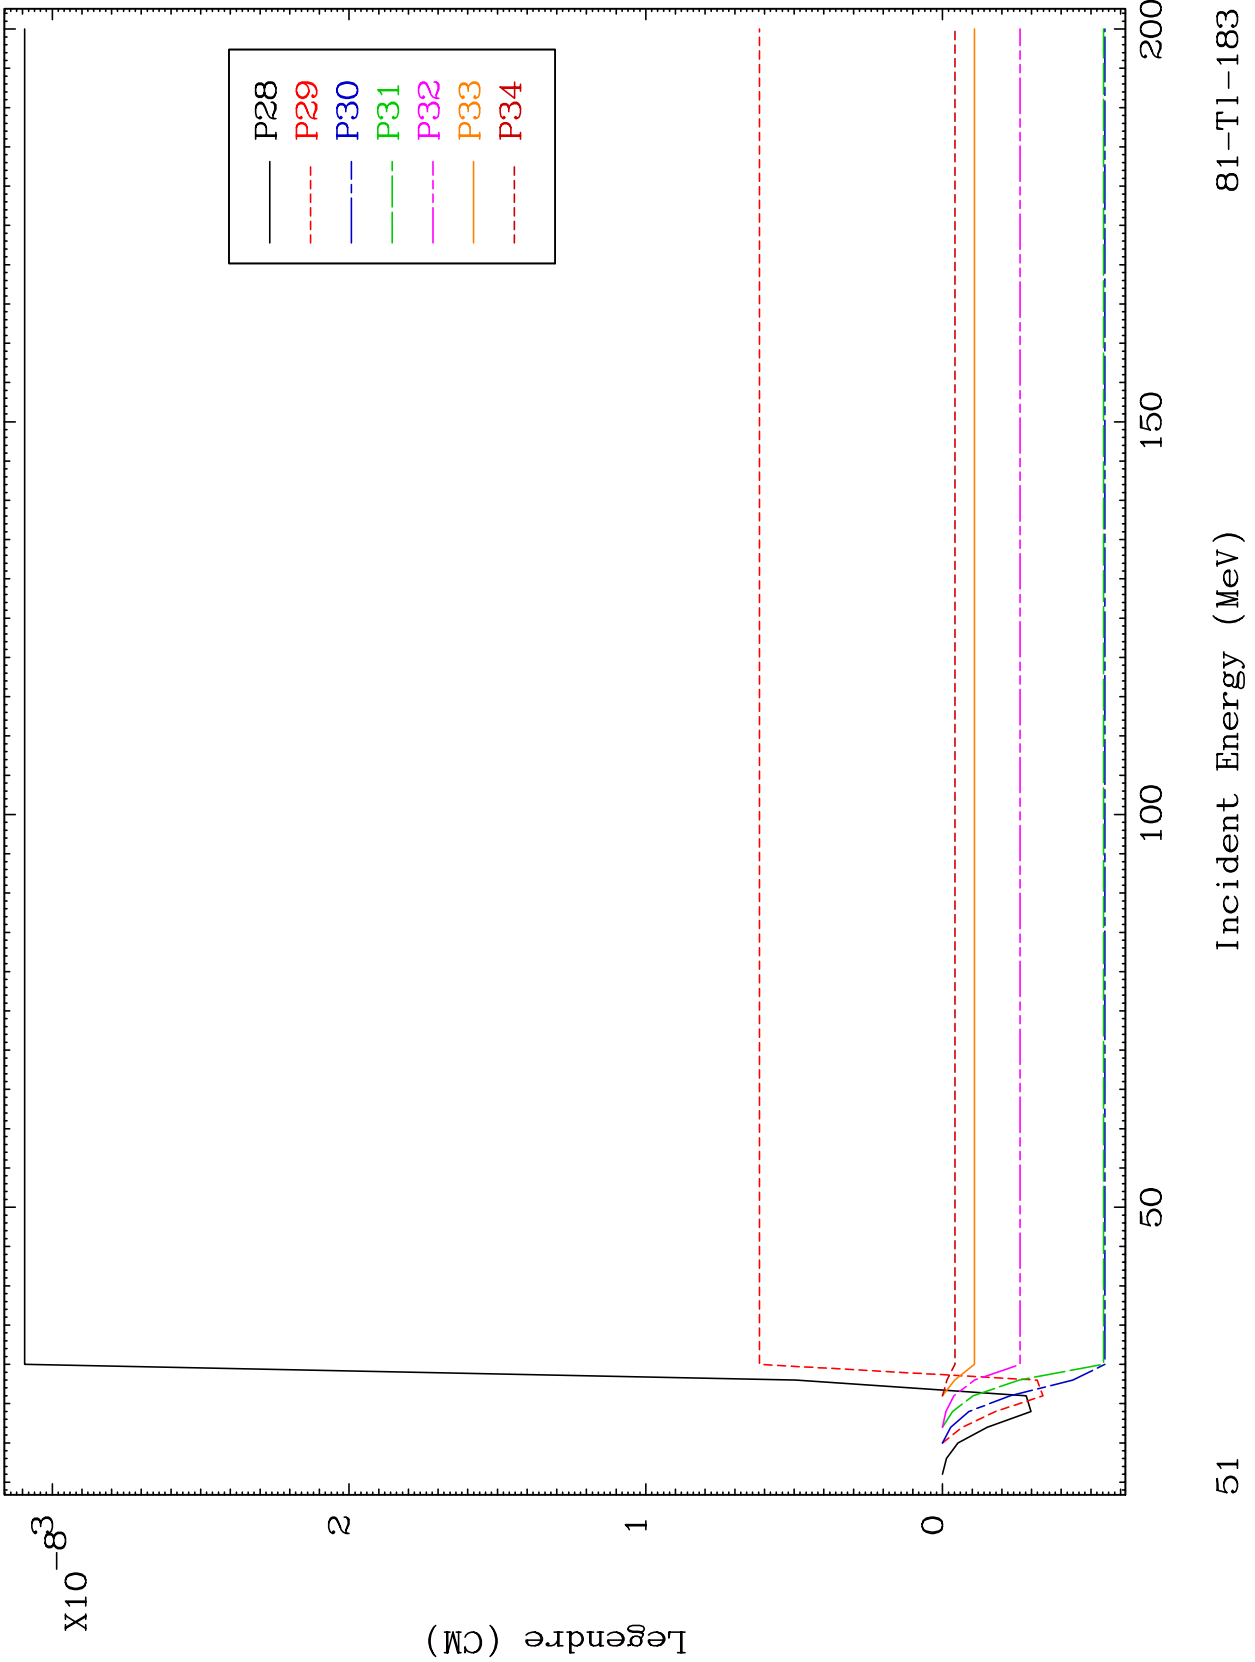 X10
-8
3
2
1
0
Legendre (CM)
P28
P29
P30
P31
P32
P33
P34
50
100
150
200
Incident Energy (MeV)
51
81-Tl-183